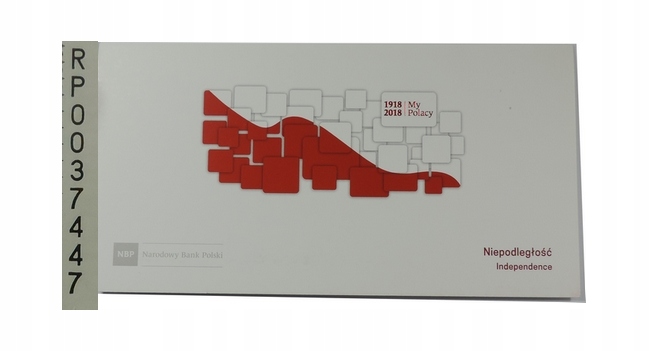 RP0037447
1918 | My
2018 | Polacy
NBP Narodowy Bank Polski
Niepodległość
Independence